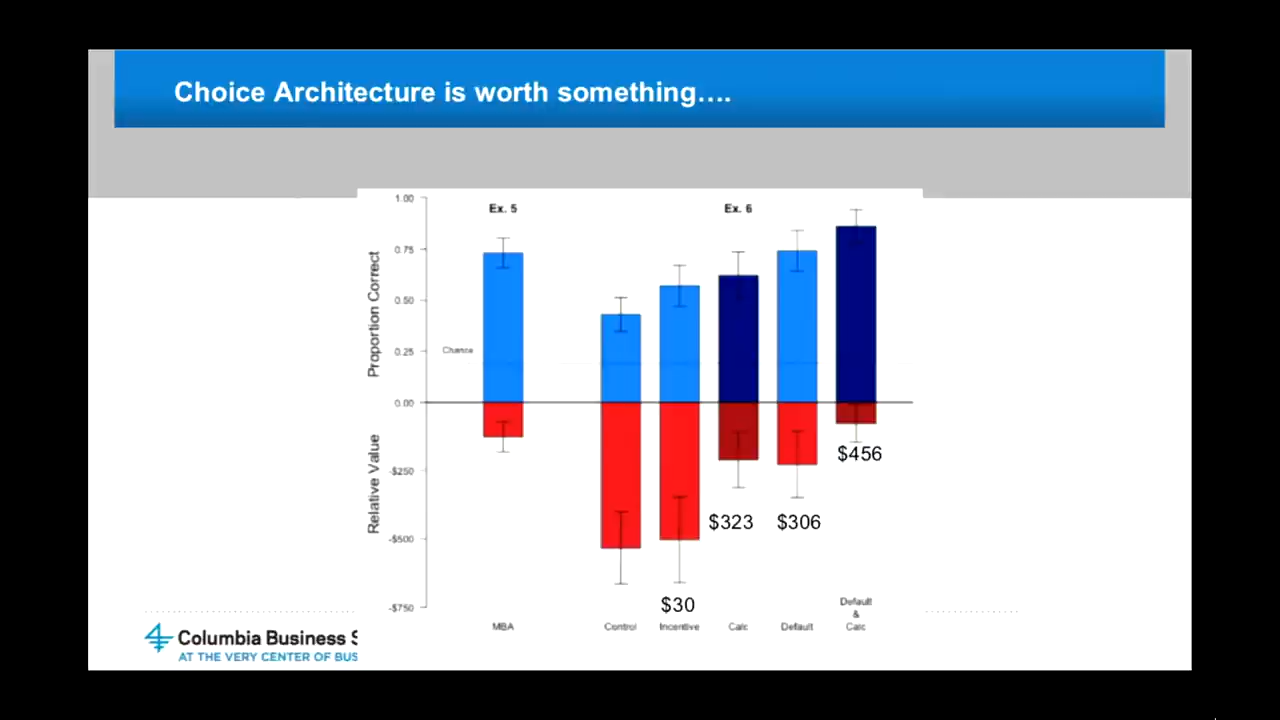 Choice Architecture is worth something….
Ex. 5
Ex. 6
Proportion Correct
1.00
0.75
0.50
0.25
0.00
Chance
Relative Value
-$250
-$500
-$750
$456
$323
$306
$30
MBA
Control
Incentive
Calc
Default
Default
&
Calc
Columbia Business S
AT THE VERY CENTER OF BUS